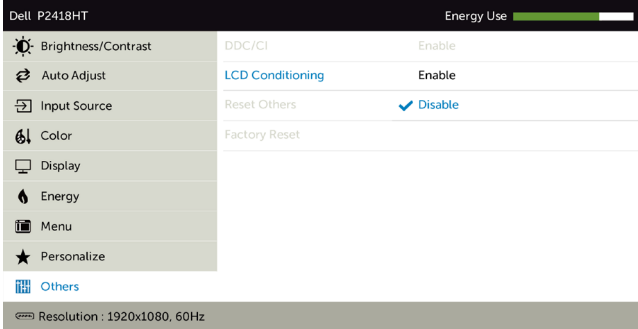 Dell P2418HT Energy Use
Brightness/Contrast DDC/CI Enable
Auto Adjust LCD Conditioning Enable
Input Source Reset Others Disable
Color Factory Reset
Display
Energy
Menu
Personalize
Others
Resolution : 1920x1080, 60Hz